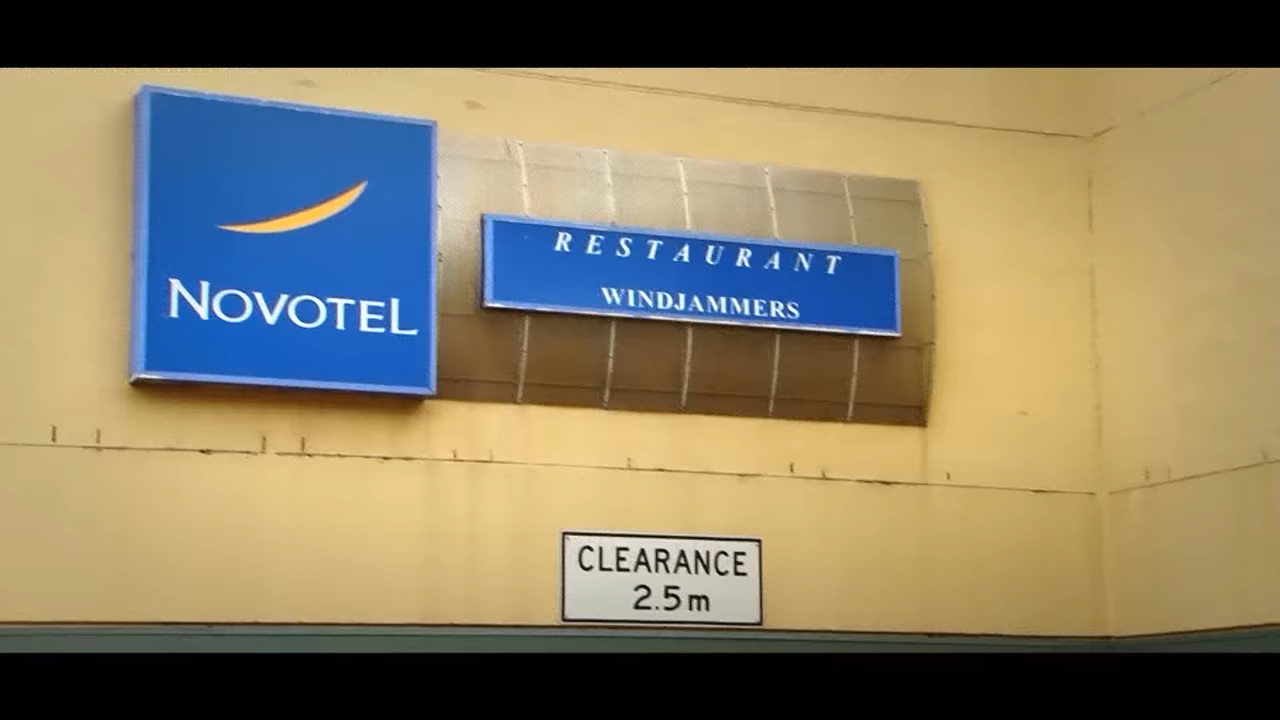 NOVOTEL
RESTAURANT
WINDJAMMERS
CLEARANCE
2.5m